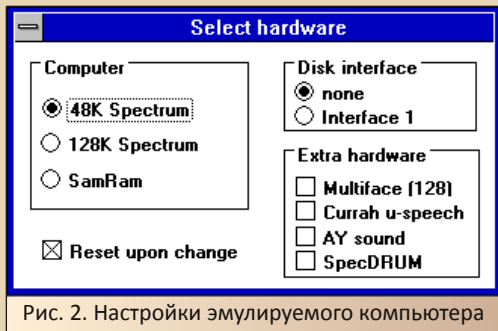 Select hardware
Computer
48K Spectrum
128K Spectrum
SamRam
Reset upon change
Disk interface
none
Interface 1
Extra hardware
Multiface (128)
Currah u-speech
AY sound
SpecDRUM
Рис. 2. Настройки эмулируемого компьютера